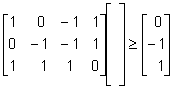 [1 0 -1 1] [ ] ≥ [0]
[0 -1 -1 1] [ ] ≥ [-1]
[1 1 1 0] [ ] ≥ [1]